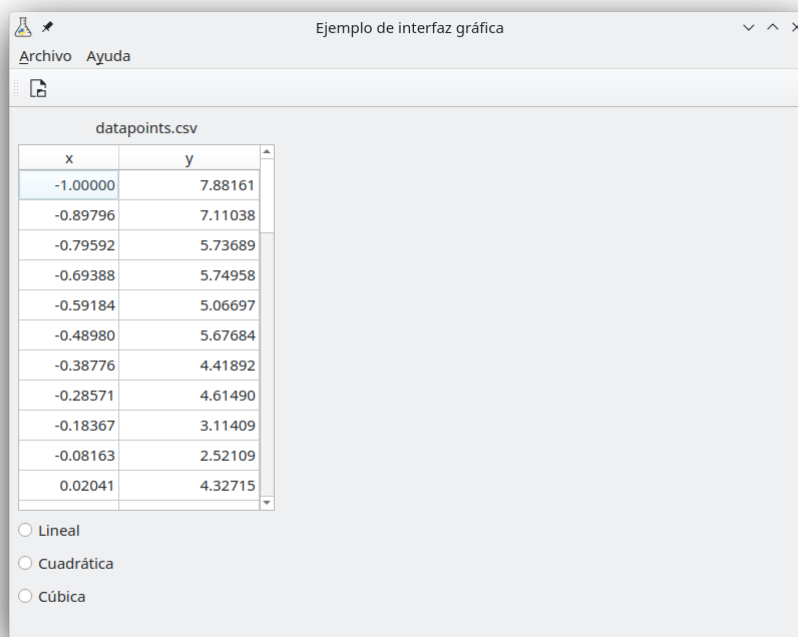 Ejemplo de interfaz gráfica
Archivo Ayuda
datapoints.csv
x y
-1.00000 7.88161
-0.89796 7.11038
-0.79592 5.73689
-0.69388 5.74958
-0.59184 5.06697
-0.48980 5.67684
-0.38776 4.41892
-0.28571 4.61490
-0.18367 3.11409
-0.08163 2.52109
0.02041 4.32715
Lineal
Cuadrática
Cúbica